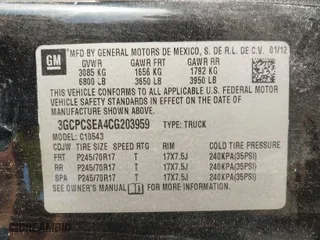 GM
MFD BY GENERAL MOTORS DE MEXICO, S. DE R.L. DE C.V. 01/12
GVWR GAWR FRT GAWR RR
3085 KG 1656 KG 1792 KG
6800 LB 3650 LB 3950 LB
THIS VEHICLE CONFORMS TO ALL APPLICABLE
U.S. FEDERAL MOTOR VEHICLE SAFETY STANDARDS
IN EFFECT ON THE DATE OF
MANUFACTURE SHOWN ABOVE.
3GCPCSEA4CG203959 TYPE: TRUCK
MODEL: C10543
CDJW TIRE SIZE SPEED RTG RIM COLD TIRE PRESSURE
FRT P245/70R17 T 17X7.5J 240KPA(35PSI)
RR P245/70R17 T 17X7.5J 240KPA(35PSI)
SPA P245/70R17 T 17X7.5J 240KPA(35PSI)
SEE OWNER'S MANUAL FOR ADDITIONAL INFORMATION.